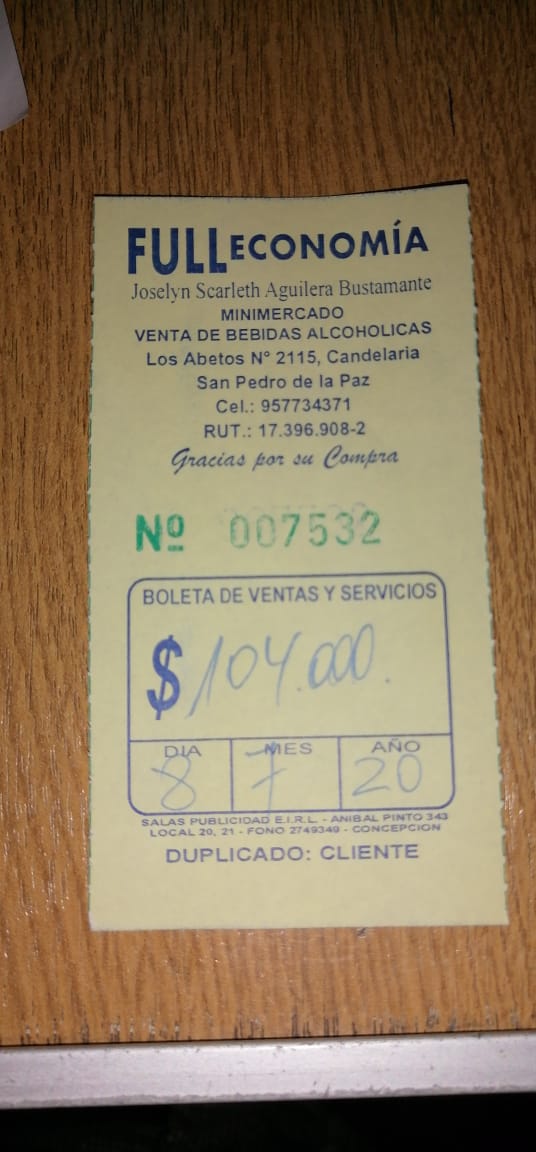 FULLECONOMÍA
Joselyn Scarleth Aguilera Bustamante
MINIMERCADO
VENTA DE BEBIDAS ALCOHOLICAS
Los Abetos Nº 2115, Candelaria
San Pedro de la Paz
Cel.: 957734371
RUT.: 17.396.908-2
Gracias por su Compra
Nº 007532
BOLETA DE VENTAS Y SERVICIOS
$ 104.000.
DIA MES AÑO
8 7 20
SALAS PUBLICIDAD E.I.R.L. - ANIBAL PINTO 343
LOCAL 20, 21 - FONO 2749349 - CONCEPCION
DUPLICADO: CLIENTE